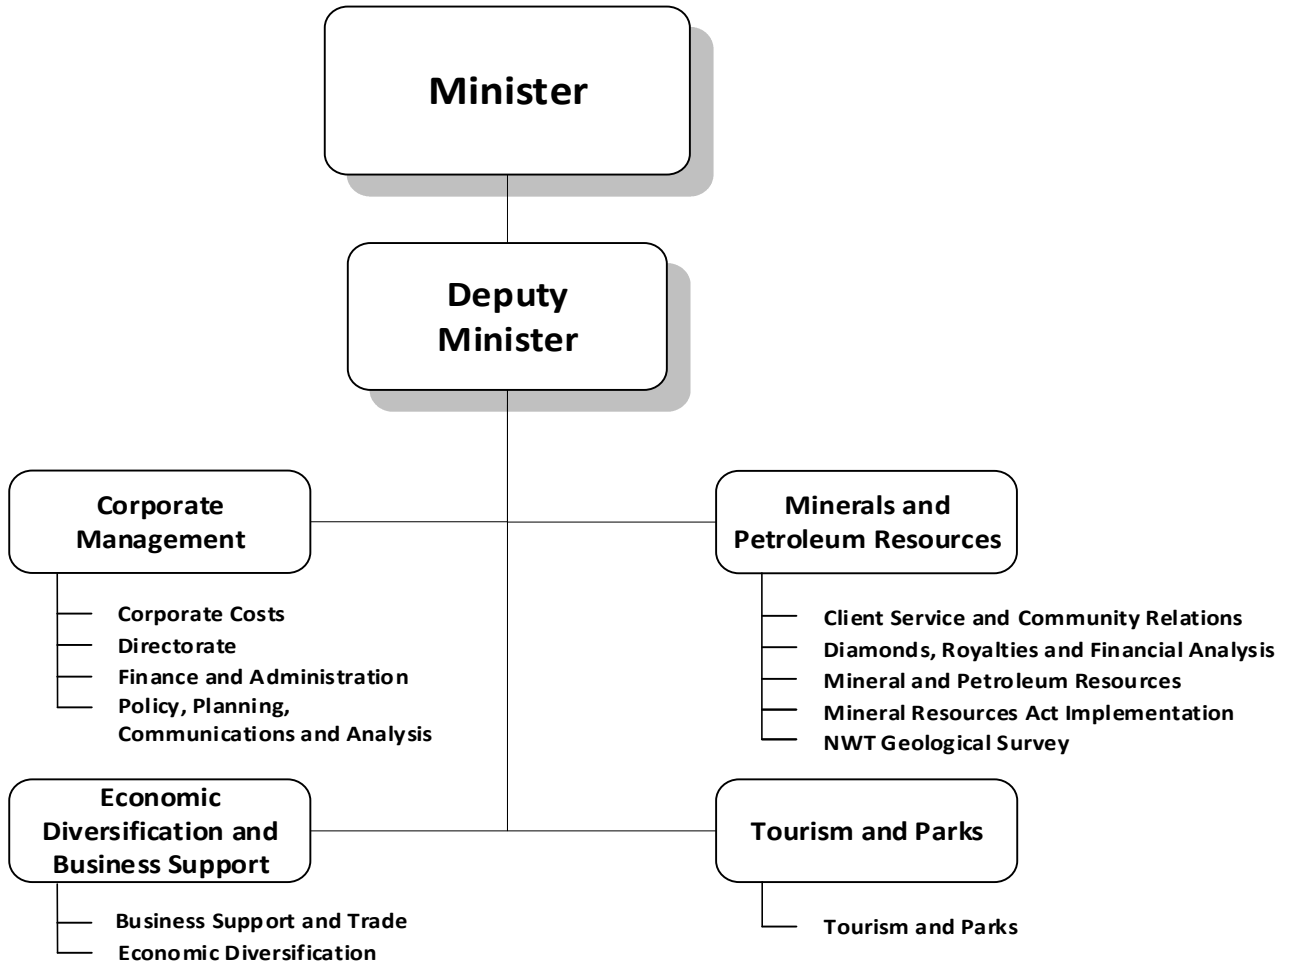 Minister
Deputy
Minister
Corporate
Management
Corporate Costs
Directorate
Finance and Administration
Policy, Planning,
Communications and Analysis
Minerals and
Petroleum Resources
Client Service and Community Relations
Diamonds, Royalties and Financial Analysis
Mineral and Petroleum Resources
Mineral Resources Act Implementation
NWT Geological Survey
Economic
Diversification and
Business Support
Business Support and Trade
Economic Diversification
Tourism and Parks
Tourism and Parks